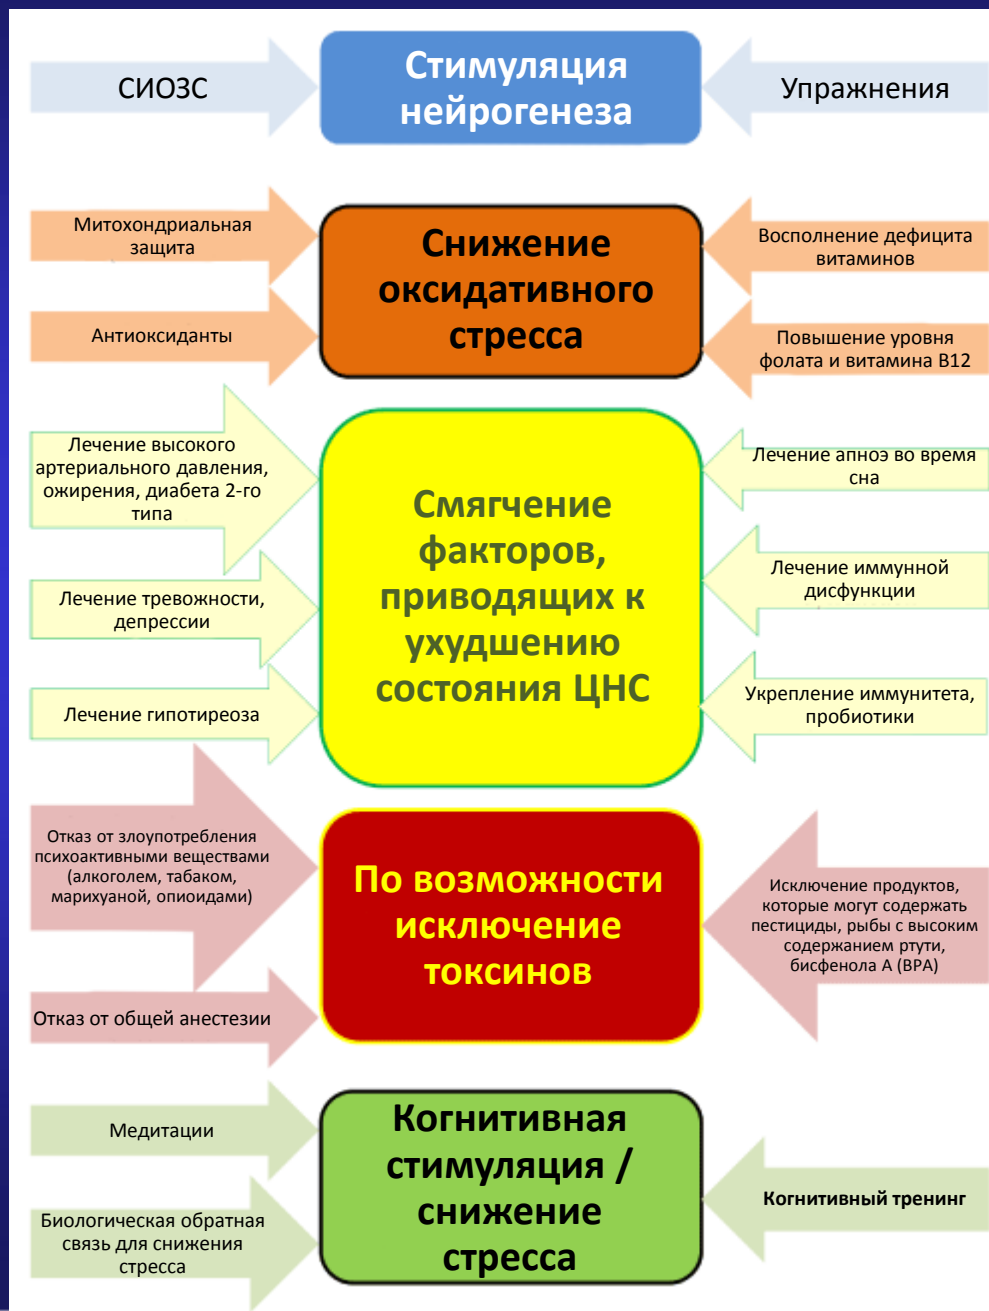 СИОЗС
Стимуляция
нейрогенеза
Упражнения
Митохондриальная
защита
Антиоксиданты
Снижение
оксидативного
стресса
Восполнение дефицита
витаминов
Повышение уровня
фолата и витамина B12
Лечение высокого
артериального давления,
ожирения, диабета 2-го
типа
Лечение тревожности,
депрессии
Лечение гипотиреоза
Смягчение
факторов,
приводящих к
ухудшению
состояния ЦНС
Лечение апноэ во время
сна
Лечение иммунной
дисфункции
Укрепление иммунитета,
пробиотики
Отказ от злоупотребления
психоактивными веществами
(алкоголем, табаком,
марихуаной, опиоидами)
Отказ от общей анестезии
По возможности
исключение
токсинов
Исключение продуктов,
которые могут содержать
пестициды, рыбы с высоким
содержанием ртути,
бисфенола А (BPA)
Медитации
Биологическая обратная
связь для снижения
стресса
Когнитивная
стимуляция /
снижение
стресса
Когнитивный тренинг